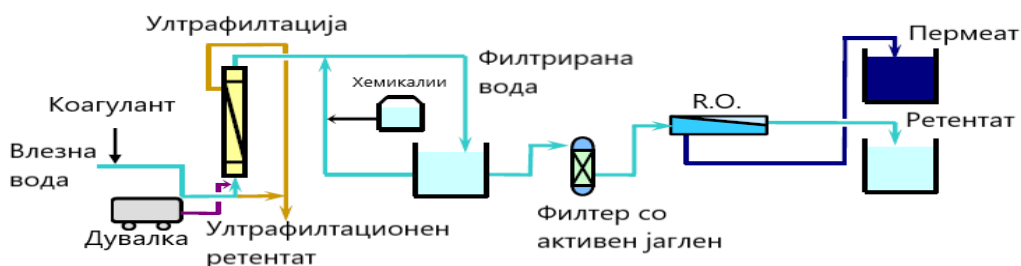 Ултрафилтација
Коагулант
Влезна
вода
Дувалка
Ултрафилтационен
ретентат
Хемикалии
Филтрирана
вода
Филтер со
активен јаглен
R.O.
Пермеат
Ретентат